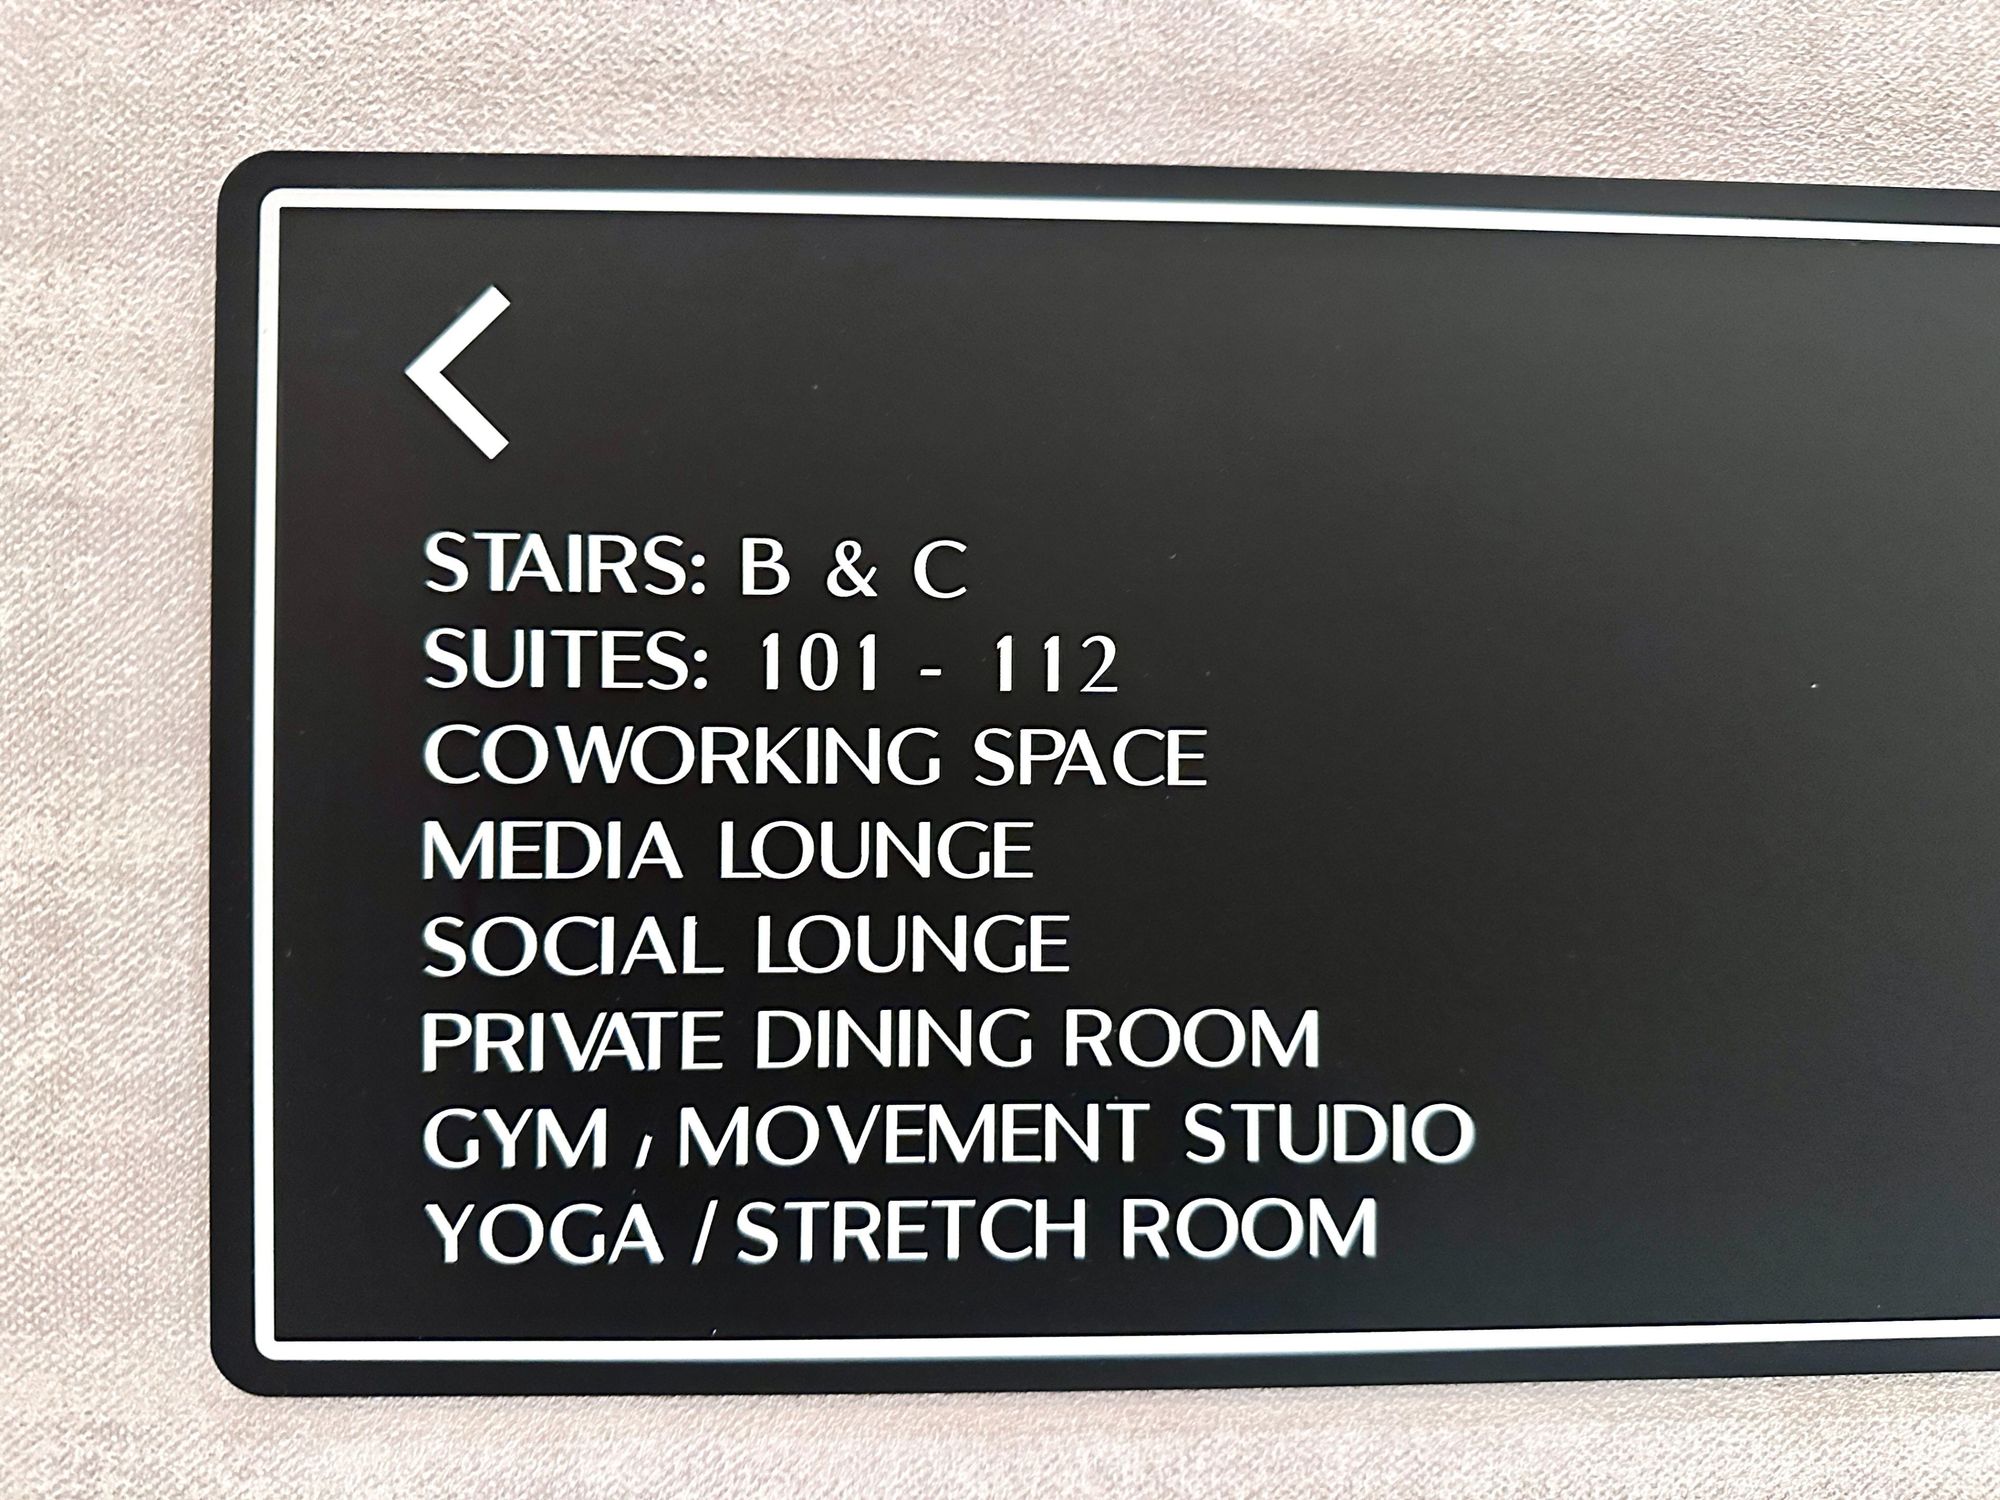 STAIRS: B & C
SUITES: 101 - 112
COWORKING SPACE
MEDIA LOUNGE
SOCIAL LOUNGE
PRIVATE DINING ROOM
GYM , MOVEMENT STUDIO
YOGA / STRETCH ROOM